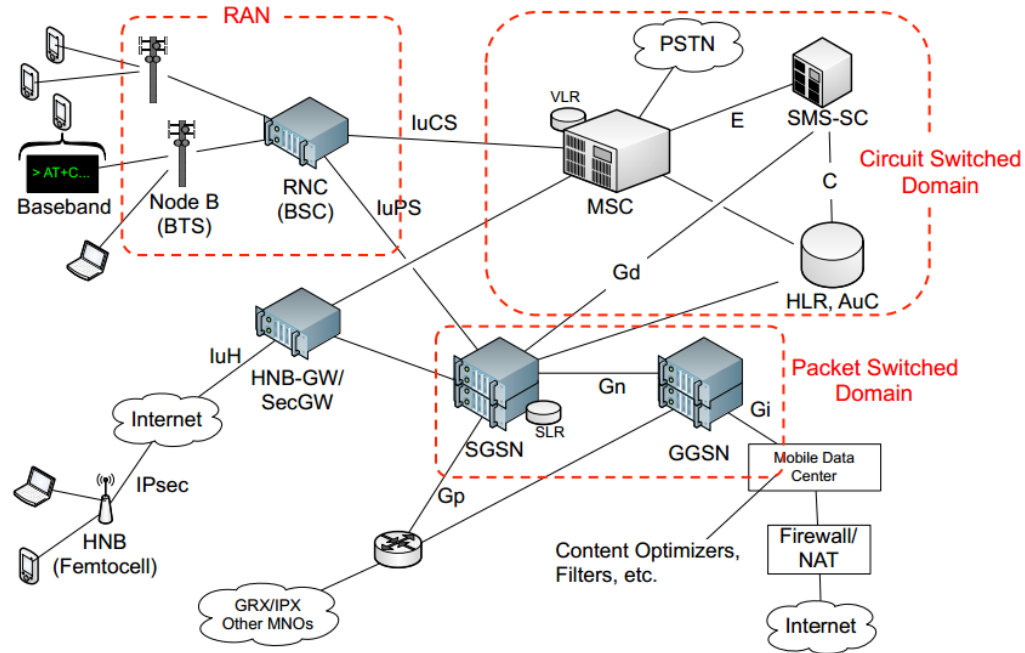 RAN
PSTN
VLR
SMS-SC
E
IuCS
> AT+C...
Baseband
Node B
(BTS)
RNC
(BSC)
MSC
C
Circuit Switched
Domain
IuPS
Gd
HLR, AuC
IuH
HNB-GW/
SecGW
Packet Switched
Domain
Gn
Gi
SLR
SGSN
GGSN
Internet
IPsec
HNB
(Femtocell)
Gp
Mobile Data
Center
Content Optimizers,
Filters, etc.
Firewall/
NAT
GRX/IPX
Other MNOs
Internet